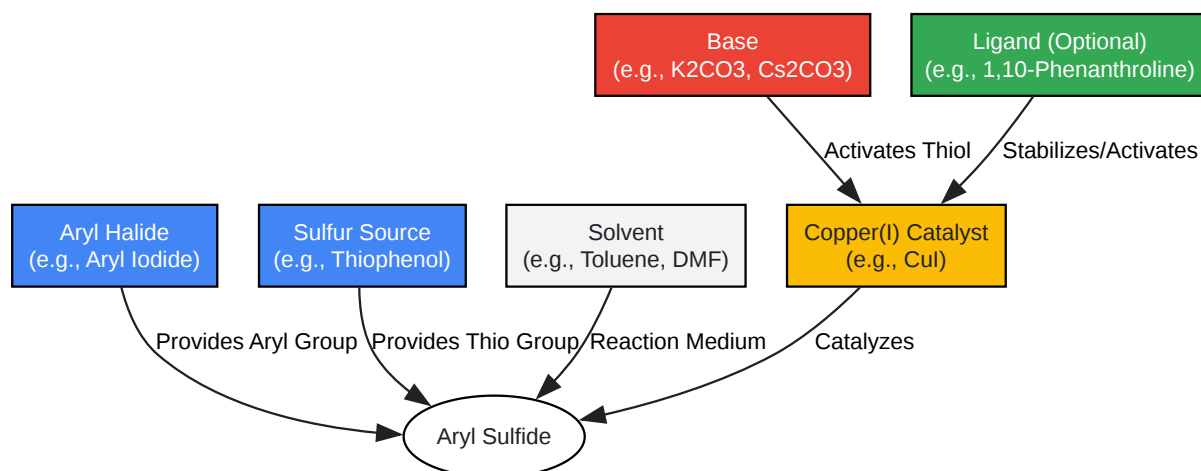 Base
(e.g., K2CO3, Cs2CO3)
Ligand (Optional)
(e.g., 1,10-Phenanthroline)
Activates Thiol
Stabilizes/Activates
Aryl Halide
(e.g., Aryl Iodide)
Sulfur Source
(e.g., Thiophenol)
Solvent
(e.g., Toluene, DMF)
Copper(I) Catalyst
(e.g., CuI)
Provides Aryl Group
Provides Thio Group
Reaction Medium
Catalyzes
Aryl Sulfide